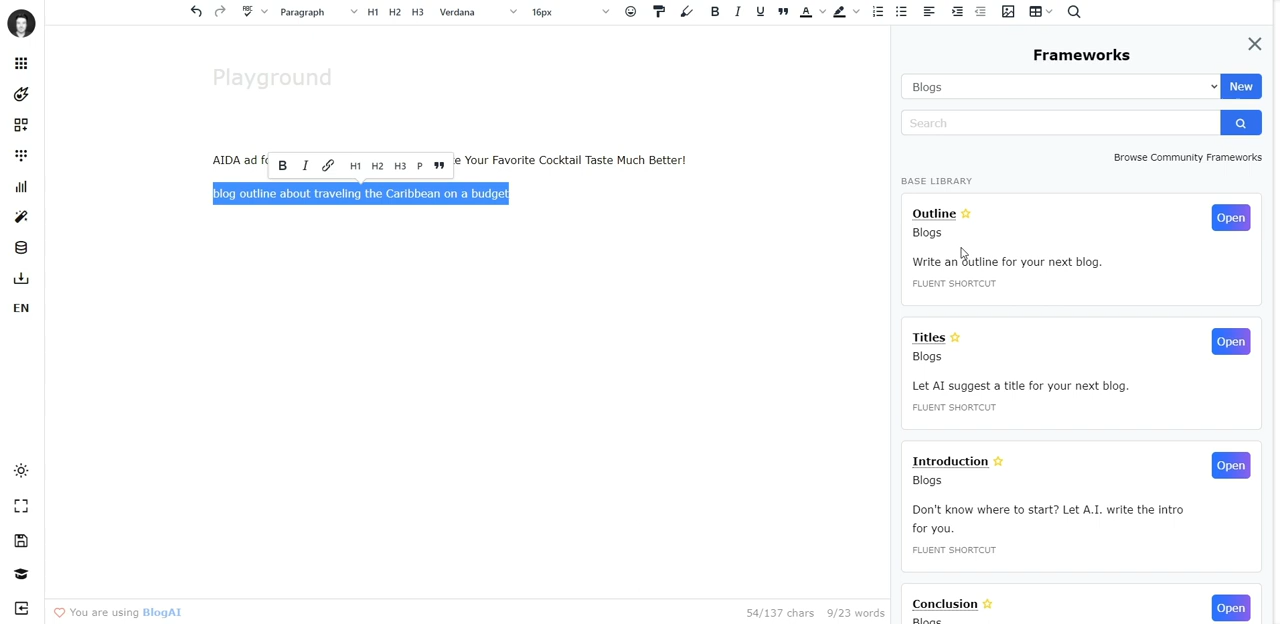 ABC
Paragraph
H1 H2 H3
Verdana
16px
B I U A
Frameworks
Blogs
New
Playground
Search
Browse Community Frameworks
AIDA ad fo
e Your Favorite Cocktail Taste Much Better!
B I H1 H2 H3 P
blog outline about traveling the Caribbean on a budget
BASE LIBRARY
Outline
Open
Blogs
Write an outline for your next blog.
FLUENT SHORTCUT
EN
Titles
Open
Blogs
Let AI suggest a title for your next blog.
FLUENT SHORTCUT
Introduction
Open
Blogs
Don't know where to start? Let A.I. write the intro
for you.
FLUENT SHORTCUT
Conclusion
Open
Blogs
You are using BlogAI
54/137 chars 9/23 words